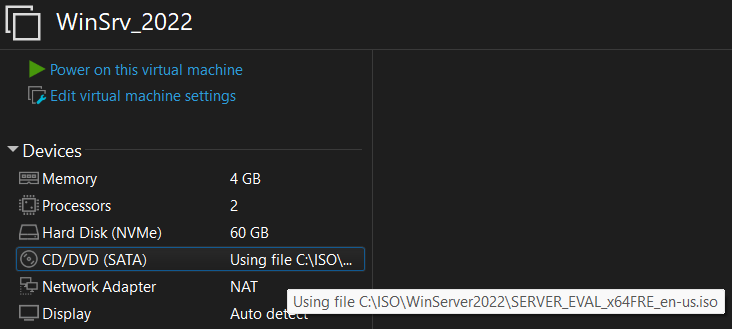 WinSrv_2022
Power on this virtual machine
Edit virtual machine settings
Devices
Memory 4 GB
Processors 2
Hard Disk (NVMe) 60 GB
CD/DVD (SATA) Using file C:\ISO\...
Network Adapter NAT
Using file C:\ISO\WinServer2022\SERVER_EVAL_x64FRE_en-us.iso
Display Auto detect